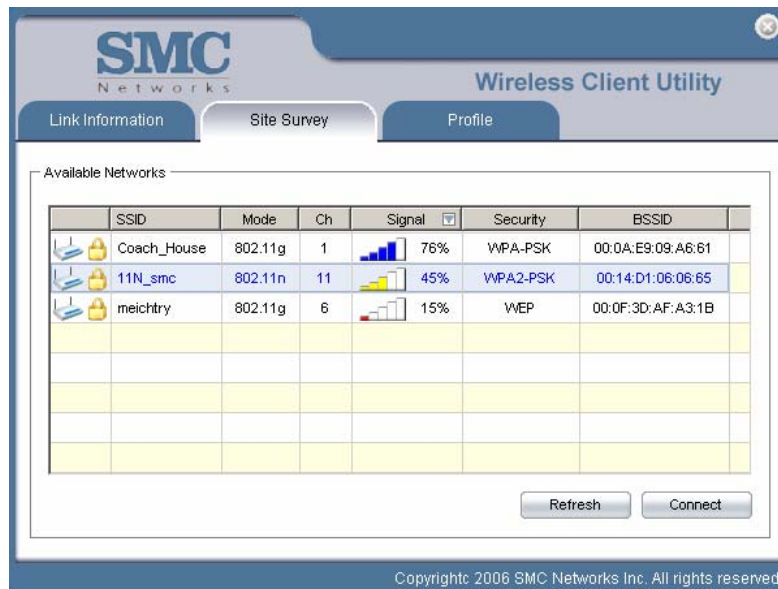 SMC
Networks
Wireless Client Utility
Link Information Site Survey Profile
Available Networks
SSID Mode Ch Signal Security BSSID
Coach_House 802.11g 1 76% WPA-PSK 00:0A:E9:09:A6:61
11N_smc 802.11n 11 45% WPA2-PSK 00:14:D1:06:06:65
meichtry 802.11g 6 15% WEP 00:0F:3D:AF:A3:1B
Refresh Connect
Copyrightc 2006 SMC Networks Inc. All rights reserved